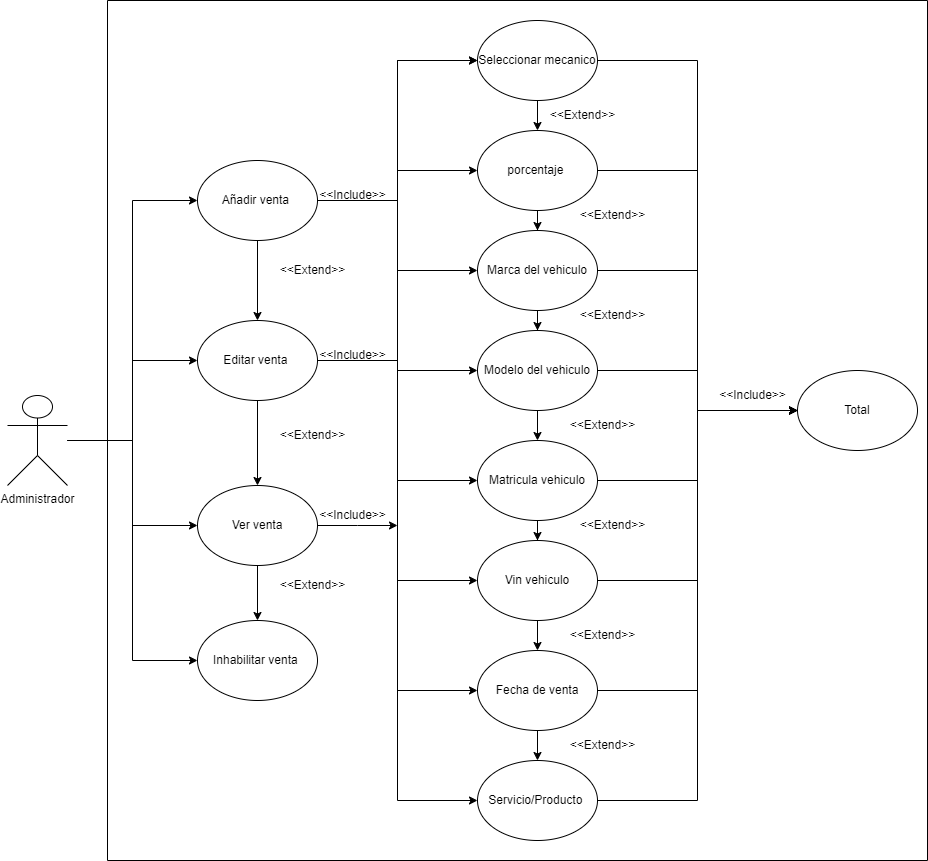 Seleccionar mecanico
<<Extend>>
porcentaje
Añadir venta
<<Include>>
<<Extend>>
<<Extend>>
Marca del vehiculo
<<Extend>>
Editar venta
<<Include>>
Modelo del vehiculo
<<Include>>
Total
<<Extend>>
<<Extend>>
Matricula vehiculo
Administrador
Ver venta
<<Include>>
<<Extend>>
Vin vehiculo
<<Extend>>
<<Extend>>
Inhabilitar venta
Fecha de venta
<<Extend>>
Servicio/Producto